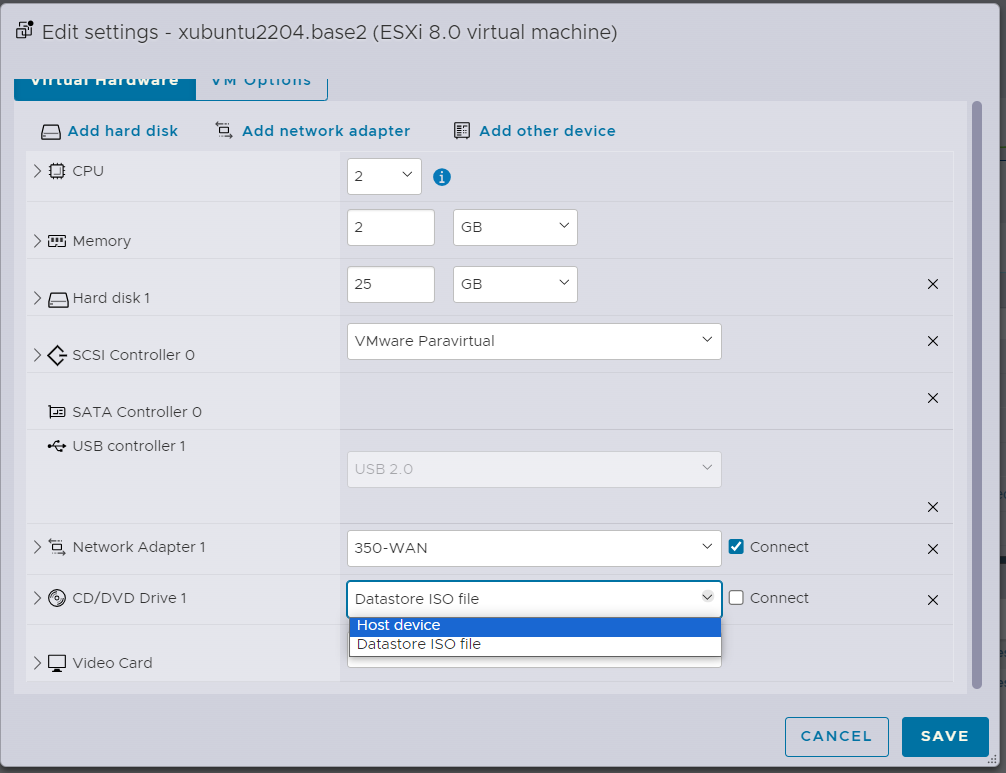 Edit settings - xubuntu2204.base2 (ESXi 8.0 virtual machine)
Virtual Hardware VM Options
Add hard disk Add network adapter Add other device
CPU 2
Memory 2 GB
Hard disk 1 25 GB
SCSI Controller 0 VMware Paravirtual
SATA Controller 0
USB controller 1
USB 2.0
Network Adapter 1 350-WAN Connect
CD/DVD Drive 1 Datastore ISO file Connect
Host device
Datastore ISO file
Video Card
CANCEL SAVE